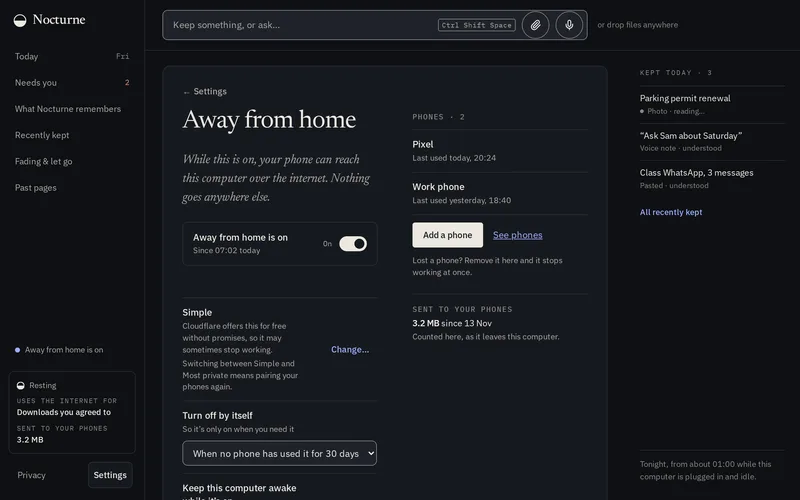 Nocturne
Today Fri
Needs you 2
What Nocturne remembers
Recently kept
Fading & let go
Past pages
Away from home is on
Resting
USES THE INTERNET FOR
Downloads you agreed to
SENT TO YOUR PHONES
3.2 MB
Privacy
Settings
Keep something, or ask...
Ctrl Shift Space
or drop files anywhere
← Settings
Away from home
While this is on, your phone can reach
this computer over the internet. Nothing
goes anywhere else.
Away from home is on
Since 07:02 today
On
Simple
Cloudflare offers this for free
without promises, so it may
sometimes stop working.
Switching between Simple and
Most private means pairing your
phones again.
Change...
Turn off by itself
So it's only on when you need it
When no phone has used it for 30 days
Keep this computer awake
while it's on
PHONES · 2
Pixel
Last used today, 20:24
Work phone
Last used yesterday, 18:40
Add a phone
See phones
Lost a phone? Remove it here and it stops
working at once.
SENT TO YOUR PHONES
3.2 MB since 13 Nov
Counted here, as it leaves this computer.
KEPT TODAY · 3
Parking permit renewal
Photo · reading...
“Ask Sam about Saturday”
Voice note · understood
Class WhatsApp, 3 messages
Pasted · understood
All recently kept
Tonight, from about 01:00 while this
computer is plugged in and idle.